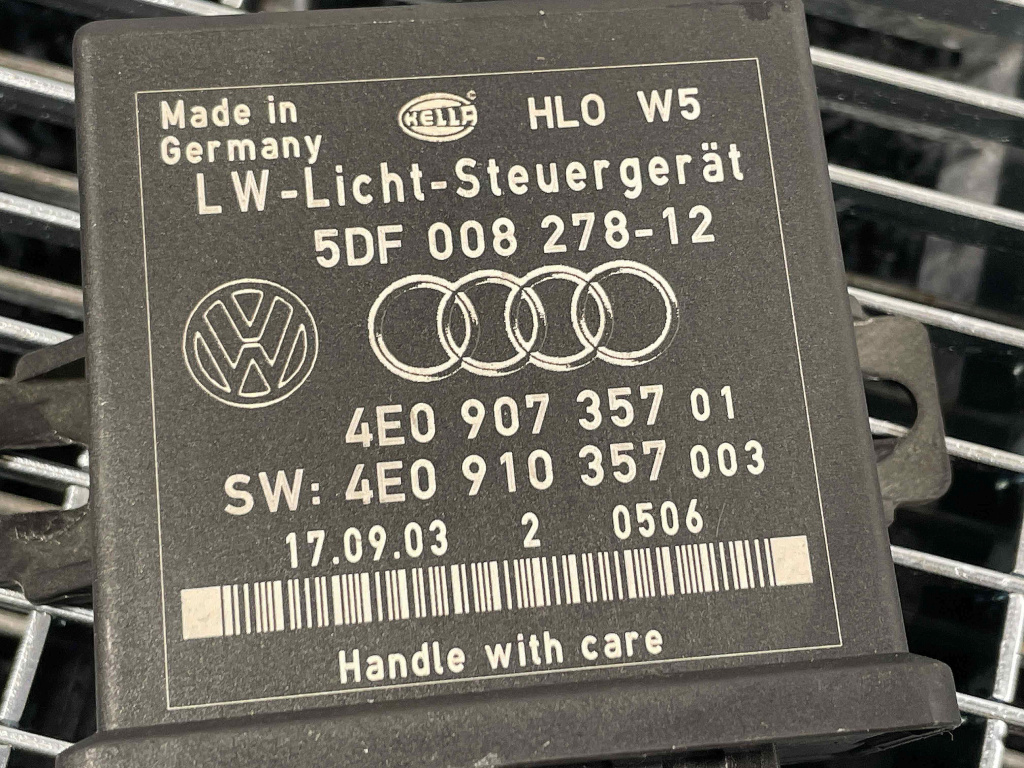 Made in
Germany
HELLA © HLO W5
LW-Licht-Steuergerät
5DF 008 278-12
4E0 907 357 01
SW: 4E0 910 357 003
17.09.03 2 0506
Handle with care